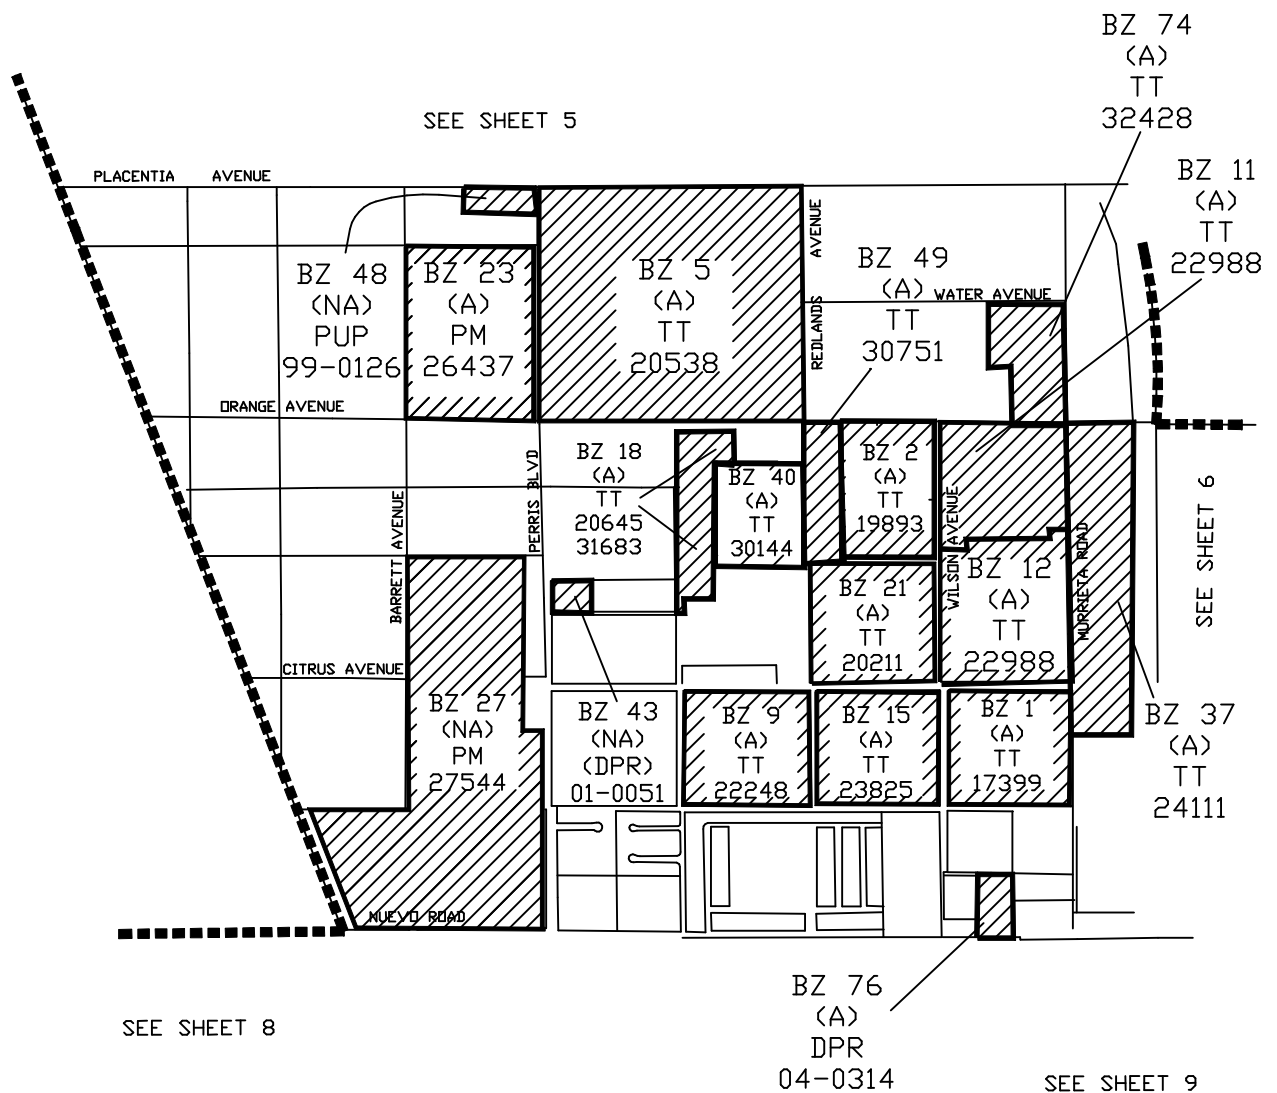 BZ 74
(A)
TT
32428
SEE SHEET 5
BZ 11
(A)
TT
22988
PLACENTIA AVENUE
REDLANDS AVENUE
BZ 48
(NA)
PUP
99-0126
BZ 23
(A)
PM
26437
BZ 5
(A)
TT
20538
BZ 49
(A)
TT
30751
WATER AVENUE
ORANGE AVENUE
BARRETT AVENUE
PERRIS BLVD
BZ 18
(A)
TT
20645
31683
BZ 40
(A)
TT
30144
BZ 2
(A)
TT
19893
WILSON AVENUE
MURRIETA ROAD
SEE SHEET 6
BZ 21
(A)
TT
20211
BZ 12
(A)
TT
22988
CITRUS AVENUE
BZ 27
(NA)
PM
27544
BZ 43
(NA)
(DPR)
01-0051
BZ 9
(A)
TT
22248
BZ 15
(A)
TT
23825
BZ 1
(A)
TT
17399
BZ 37
(A)
TT
24111
NUEVO ROAD
BZ 76
(A)
DPR
04-0314
SEE SHEET 8
SEE SHEET 9